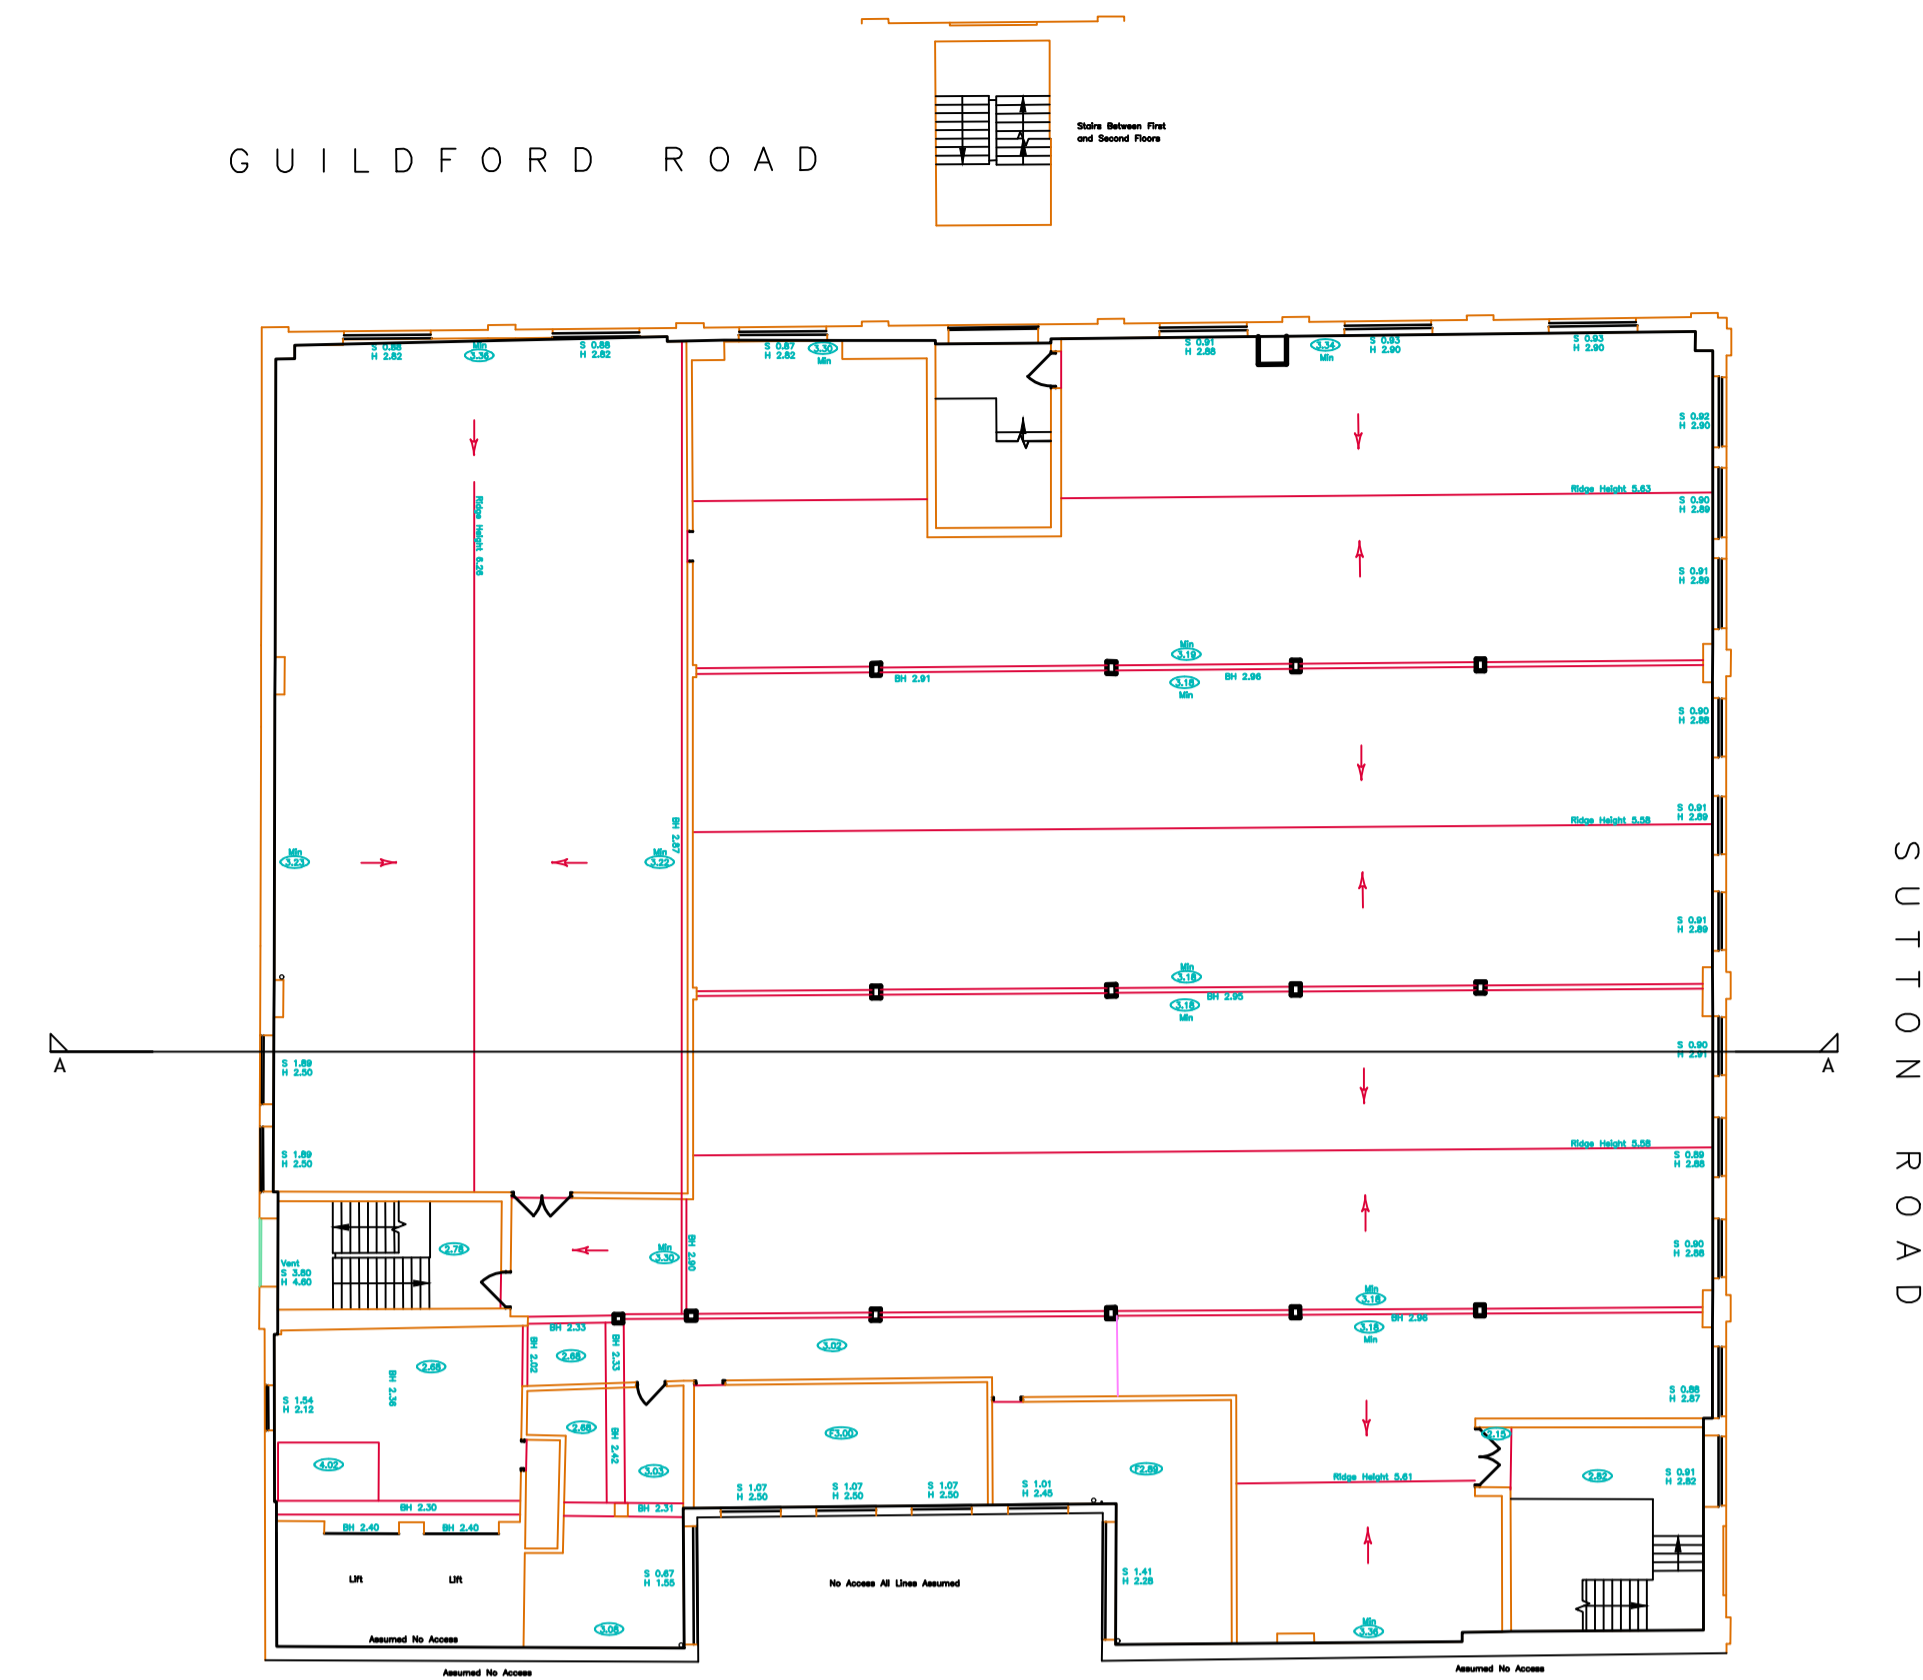 Stairs Between First
and Second Floors
GUILDFORD ROAD
S 0.88
H 2.82
Min
3.36
S 0.88
H 2.82
S 0.87
H 2.82
3.30
Min
S 0.91
H 2.88
3.34
Min
S 0.93
H 2.90
S 0.93
H 2.90
S 0.92
H 2.90
Ridge Height 5.63
S 0.90
H 2.89
Ridge Height 6.26
S 0.91
H 2.89
Min
3.19
BH 2.91
3.18
Min
BH 2.96
S 0.90
H 2.88
Ridge Height 5.58
S 0.91
H 2.89
BH 2.87
Min
3.23
Min
3.22
SUTTON ROAD
S 0.91
H 2.89
Min
3.18
BH 2.95
3.18
Min
S 0.90
H 2.91
A
A
S 1.89
H 2.50
S 1.89
H 2.50
Ridge Height 5.58
S 0.89
H 2.88
2.78
Min
3.30
BH 2.90
Vent
S 3.80
H 4.60
S 0.90
H 2.88
Min
3.18
BH 2.96
3.18
Min
BH 2.33
BH 2.02
2.68
BH 2.33
3.02
2.68
BH 2.36
S 1.54
H 2.12
S 0.88
H 2.87
2.68
BH 2.42
F3.00
2.15
4.02
3.03
F2.89
Ridge Height 5.61
2.82
S 0.91
H 2.82
S 1.07
H 2.50
S 1.07
H 2.50
S 1.07
H 2.50
S 1.01
H 2.45
BH 2.30
BH 2.31
BH 2.40
BH 2.40
Lift
Lift
S 0.67
H 1.55
No Access All Lines Assumed
S 1.41
H 2.28
3.08
Min
3.36
Assumed No Access
Assumed No Access
Assumed No Access